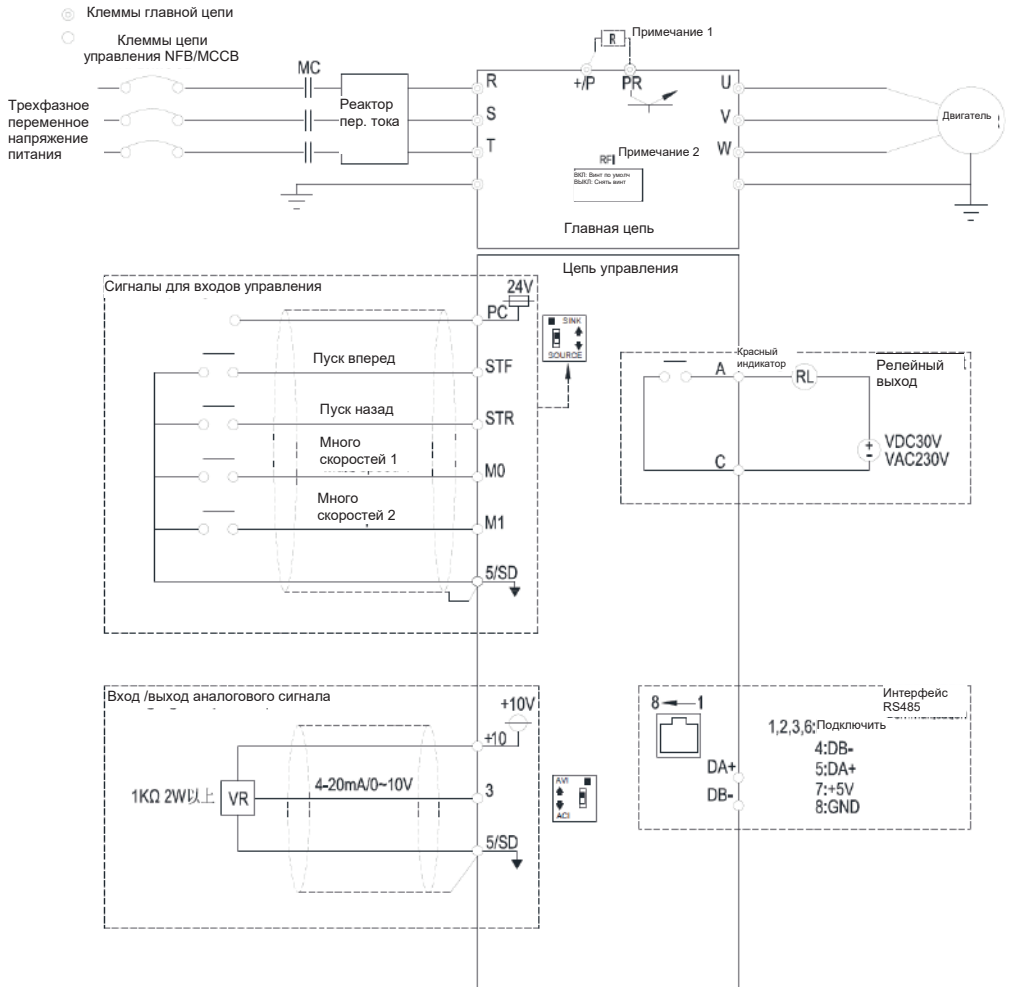 Клеммы главной цепи
Клеммы цепи
управления NFB/MCCB
Трехфазное
переменное
напряжение
питания
MC
Реактор
пер. тока
R
S
T
R
Примечание 1
+/P
PR
U
V
W
Двигатель
RFI
Примечание 2
ВКЛ: Винт по умолч
ВЫКЛ: Снять винт
Главная цепь
Цепь управления
Сигналы для входов управления
24V
PC
SINK
SOURCE
Пуск вперед
STF
Пуск назад
STR
Много
скоростей 1
M0
Много
скоростей 2
M1
5/SD
Красный
индикатор
A
RL
Релейный
выход
VDC30V
VAC230V
C
Вход /выход аналогового сигнала
+10V
+10
1KΩ 2W以上
VR
4-20mA/0~10V
3
AVI
ACI
5/SD
Интерфейс
RS485
8
1
1,2,3,6:Подключить
4:DB-
5:DA+
7:+5V
8:GND
DA+
DB-